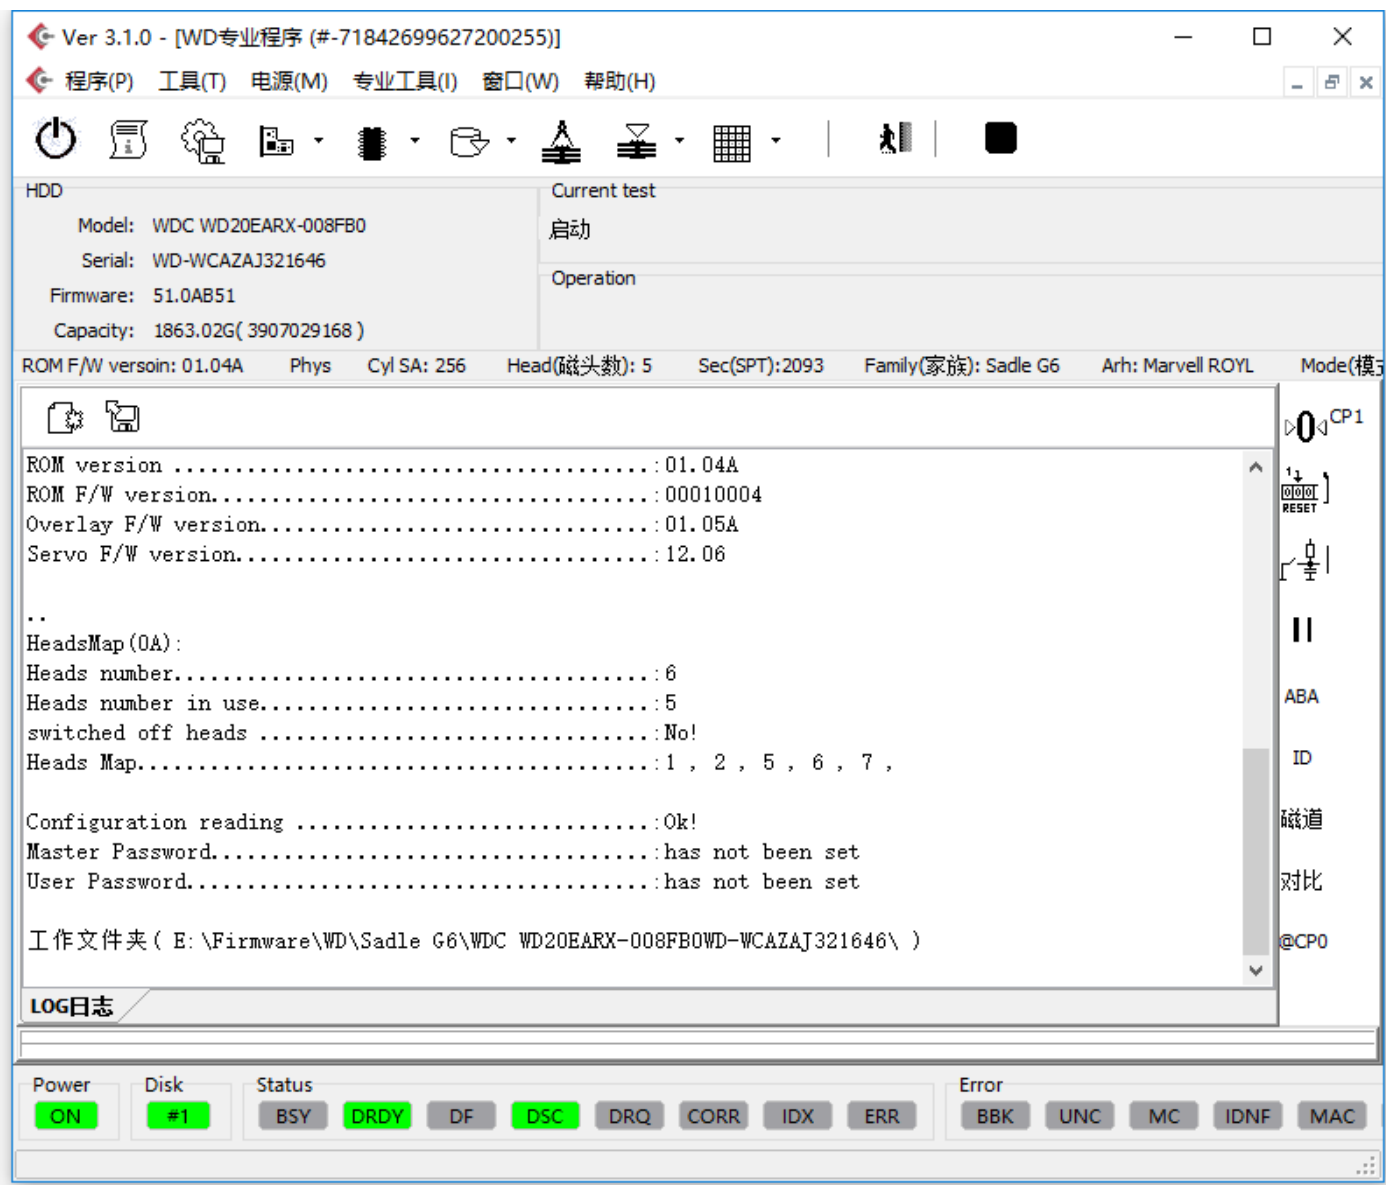 Ver 3.1.0 - [WD专业程序 (#-71842699627200255)]
程序(P) 工具(T) 电源(M) 专业工具(I) 窗口(W) 帮助(H)
HDD
Model: WDC WD20EARX-008FB0
Serial: WD-WCAZAJ321646
Firmware: 51.0AB51
Capacity: 1863.02G( 3907029168 )
Current test
启动
Operation
ROM F/W versoin: 01.04A Phys Cyl SA: 256 Head(磁头数): 5 Sec(SPT):2093 Family(家族): Sadle G6 Arh: Marvell ROYL Mode(模
ROM version .......................................:01.04A
ROM F/W version....................................:00010004
Overlay F/W version................................:01.05A
Servo F/W version..................................:12.06
..
HeadsMap(0A):
Heads number.......................................:6
Heads number in use................................:5
switched off heads ................................:No!
Heads Map..........................................:1 , 2 , 5 , 6 , 7 ,
Configuration reading .............................:Ok!
Master Password....................................:has not been set
User Password......................................:has not been set
工作文件夹( E:\Firmware\WD\Sadle G6\WDC WD20EARX-008FB0WD-WCAZAJ321646\ )
LOG日志
0 CP1
RESET
ABA
ID
磁道
对比
@CP0
Power Disk Status Error
ON #1 BSY DRDY DF DSC DRQ CORR IDX ERR BBK UNC MC IDNF MAC